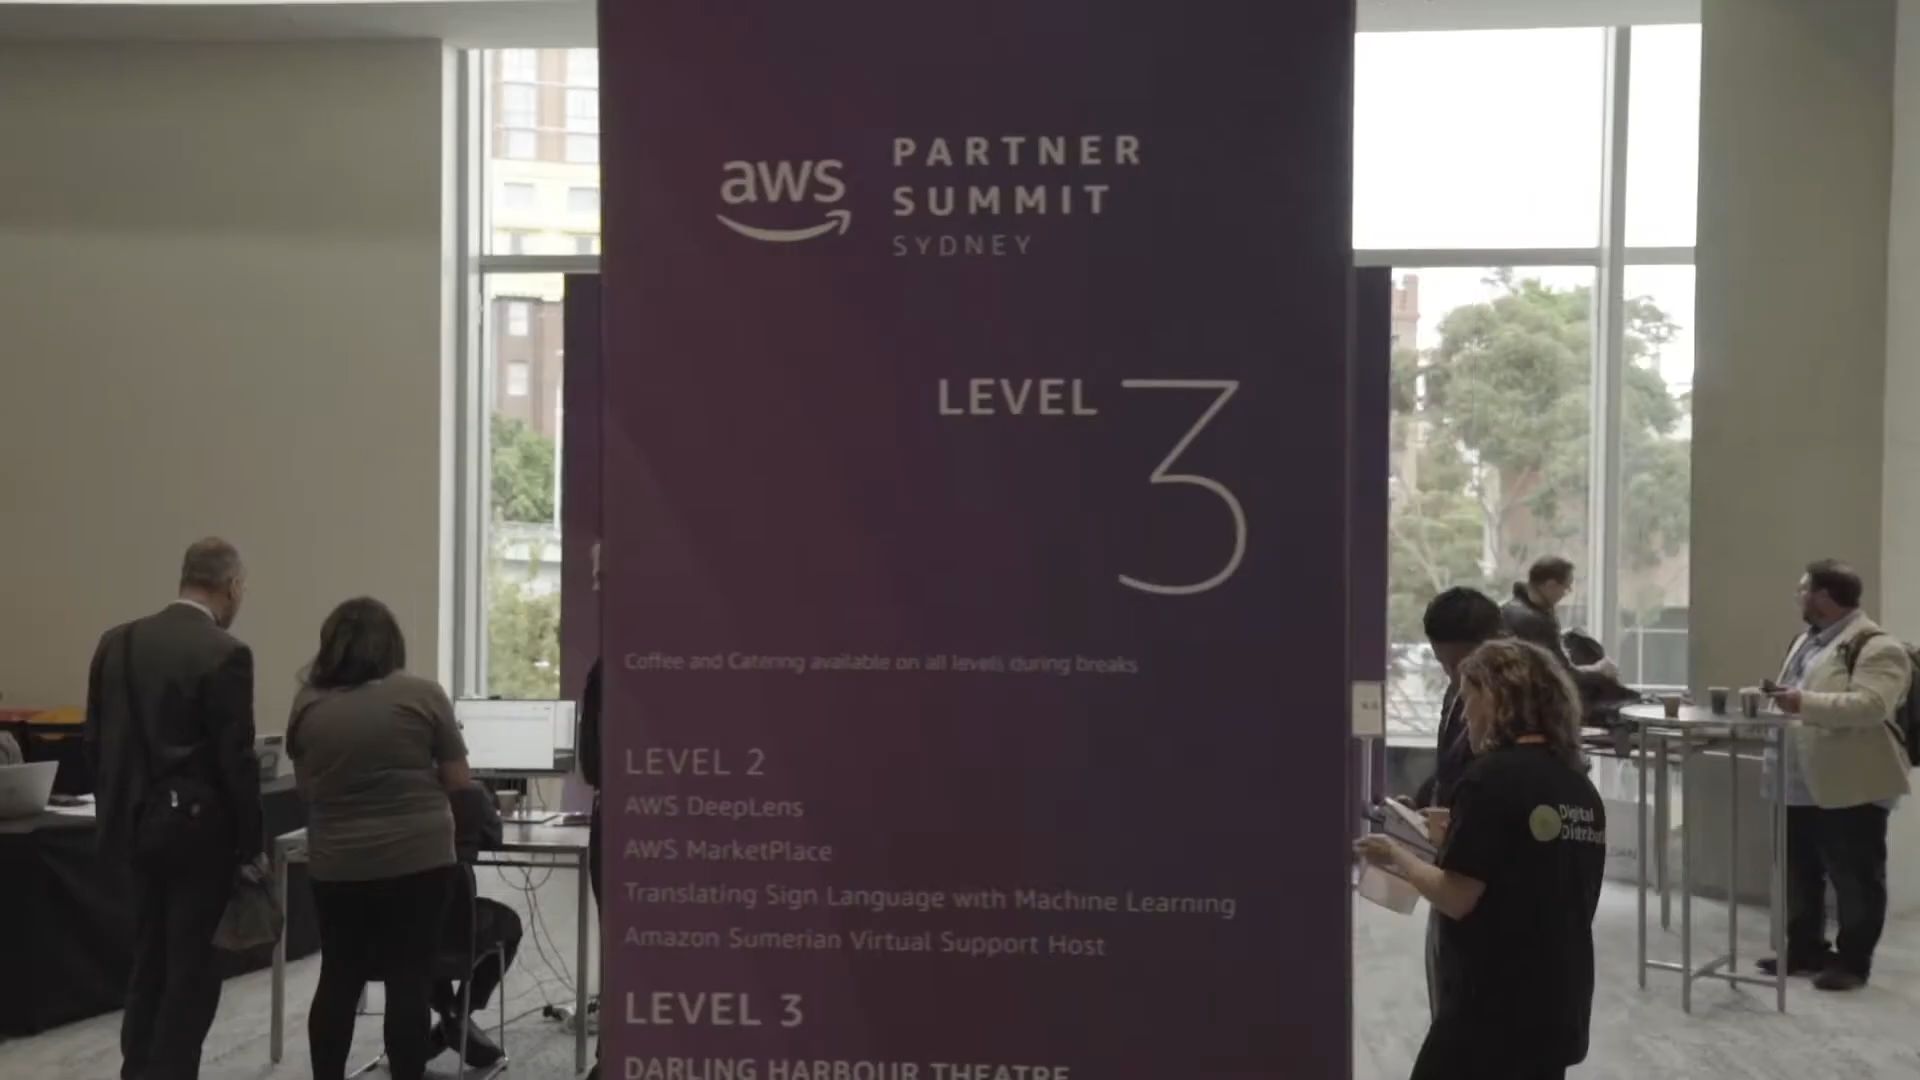 aws
PARTNER
SUMMIT
SYDNEY
LEVEL 3
Coffee and Catering available on all levels during breaks
LEVEL 2
AWS DeepLens
AWS MarketPlace
Translating Sign Language with Machine Learning
Amazon Sumerian Virtual Support Host
LEVEL 3
DARLING HARBOUR THEATRE
Digital